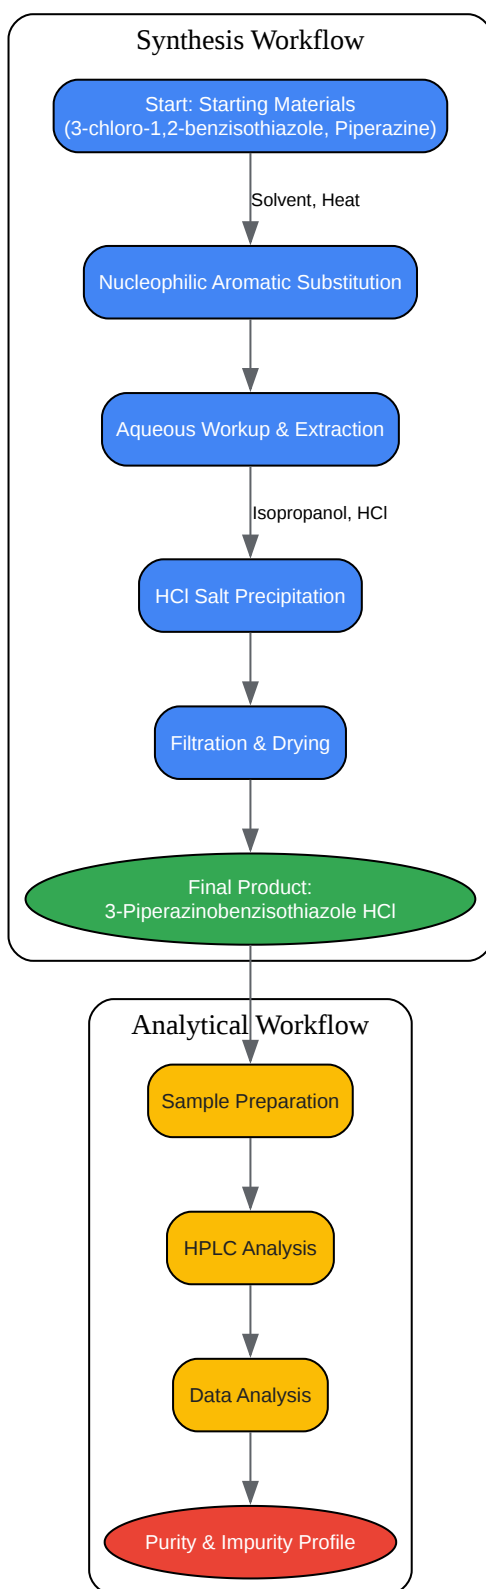 Synthesis Workflow
Start: Starting Materials
(3-chloro-1,2-benzisothiazole, Piperazine)
Solvent, Heat
Nucleophilic Aromatic Substitution
Aqueous Workup & Extraction
Isopropanol, HCl
HCl Salt Precipitation
Filtration & Drying
Final Product:
3-Piperazinobenzisothiazole HCl
Analytical Workflow
Sample Preparation
HPLC Analysis
Data Analysis
Purity & Impurity Profile